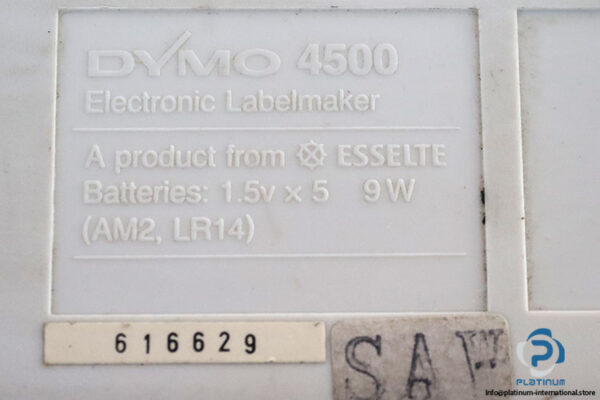 DYMO 4500
Electronic Labelmaker
A product from ESSELTE
Batteries: 1.5v x 5 9W
(AM2, LR14)
616629
SAW
PLATINUM
info@platinum-international.store